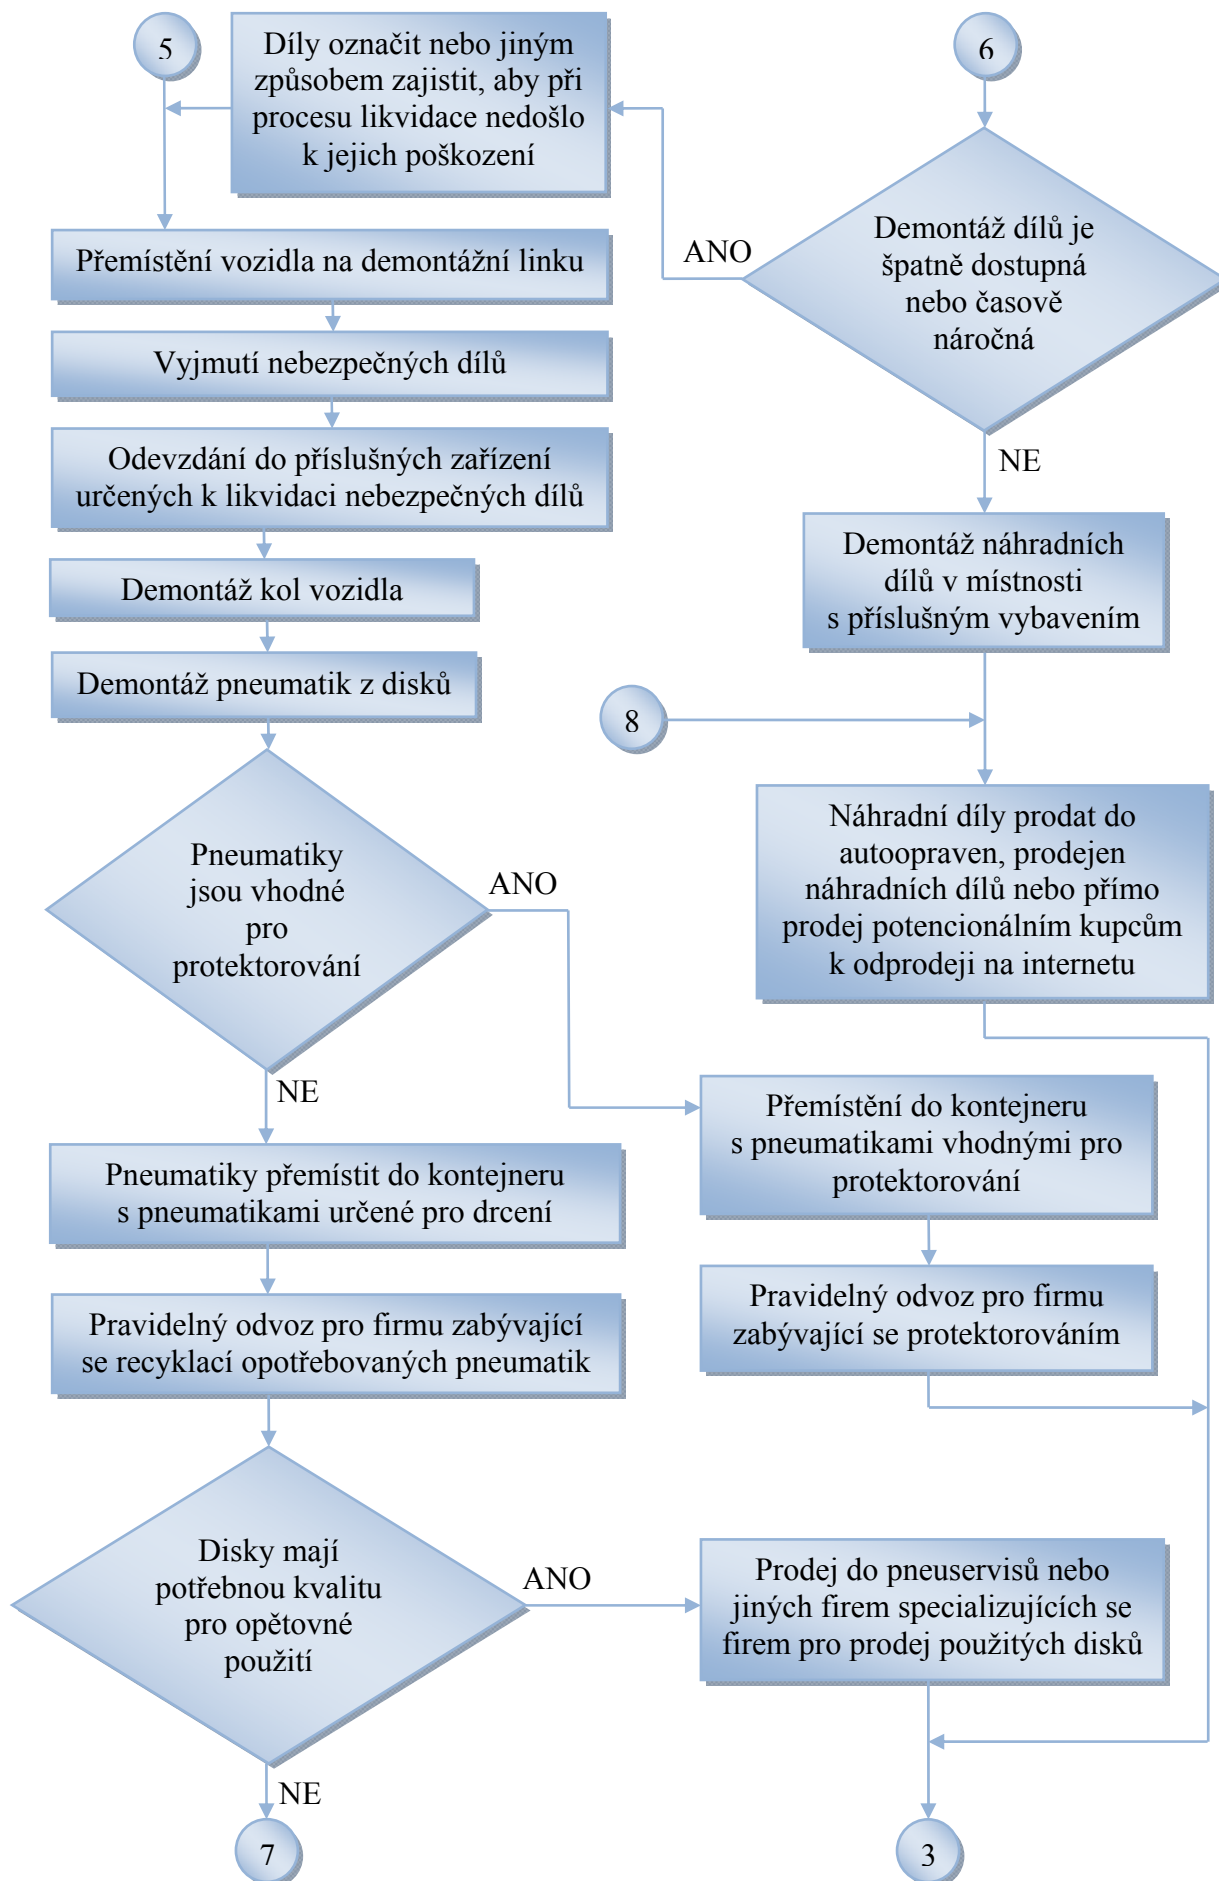 5
Díly označit nebo jiným
způsobem zajistit, aby při
procesu likvidace nedošlo
k jejich poškození
6
Demontáž dílů je
špatně dostupná
nebo časově
náročná
ANO
NE
Přemístění vozidla na demontážní linku
Vyjmutí nebezpečných dílů
Odevzdání do příslušných zařízení
určených k likvidaci nebezpečných dílů
Demontáž kol vozidla
Demontáž pneumatik z disků
Demontáž náhradních
dílů v místnosti
s příslušným vybavením
8
Náhradní díly prodat do
autoopraven, prodejen
náhradních dílů nebo přímo
prodej potencionálním kupcům
k odprodeji na internetu
Pneumatiky
jsou vhodné
pro
protektorování
ANO
NE
Přemístění do kontejneru
s pneumatikami vhodnými pro
protektorování
Pneumatiky přemístit do kontejneru
s pneumatikami určené pro drcení
Pravidelný odvoz pro firmu
zabývající se protektorováním
Pravidelný odvoz pro firmu zabývající
se recyklací opotřebovaných pneumatik
Disky mají
potřebnou kvalitu
pro opětovné
použití
ANO
NE
Prodej do pneuservisů nebo
jiných firem specializujících se
firem pro prodej použitých disků
7
3